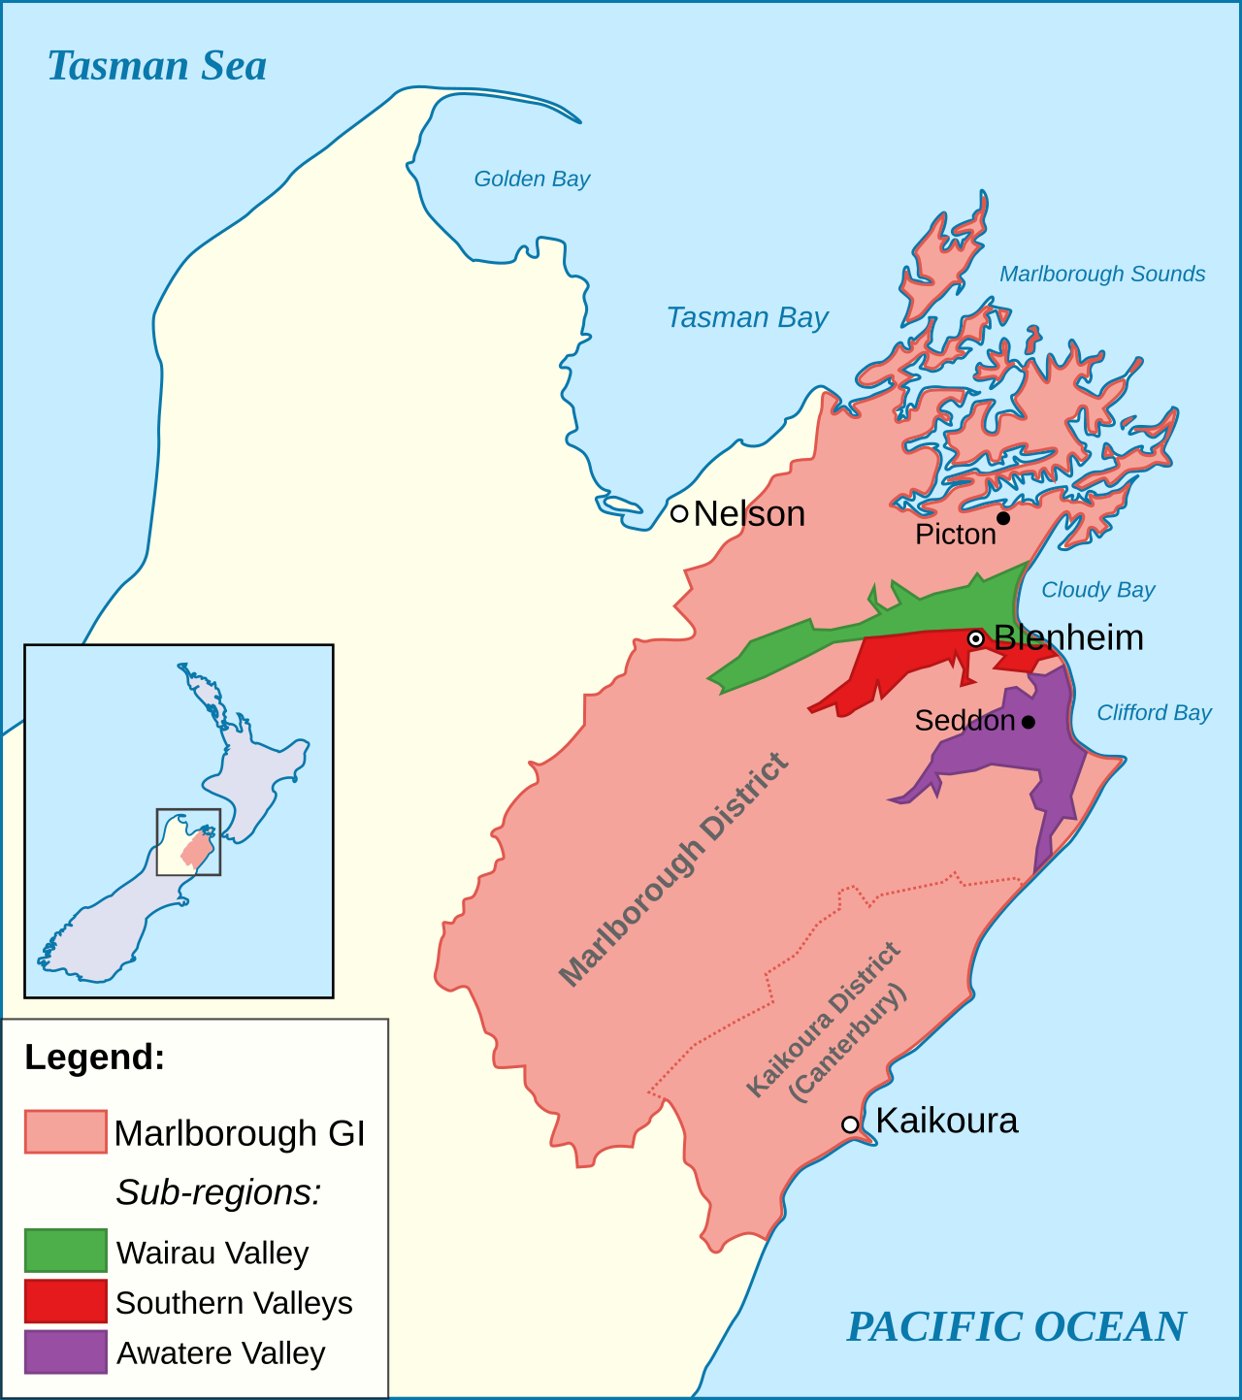 Tasman Sea
Golden Bay
Marlborough Sounds
Tasman Bay
Nelson
Picton
Cloudy Bay
Blenheim
Clifford Bay
Seddon
Marlborough District
Kaikoura District
(Canterbury)
Kaikoura
Legend:
Marlborough GI
Sub-regions:
Wairau Valley
Southern Valleys
Awatere Valley
PACIFIC OCEAN